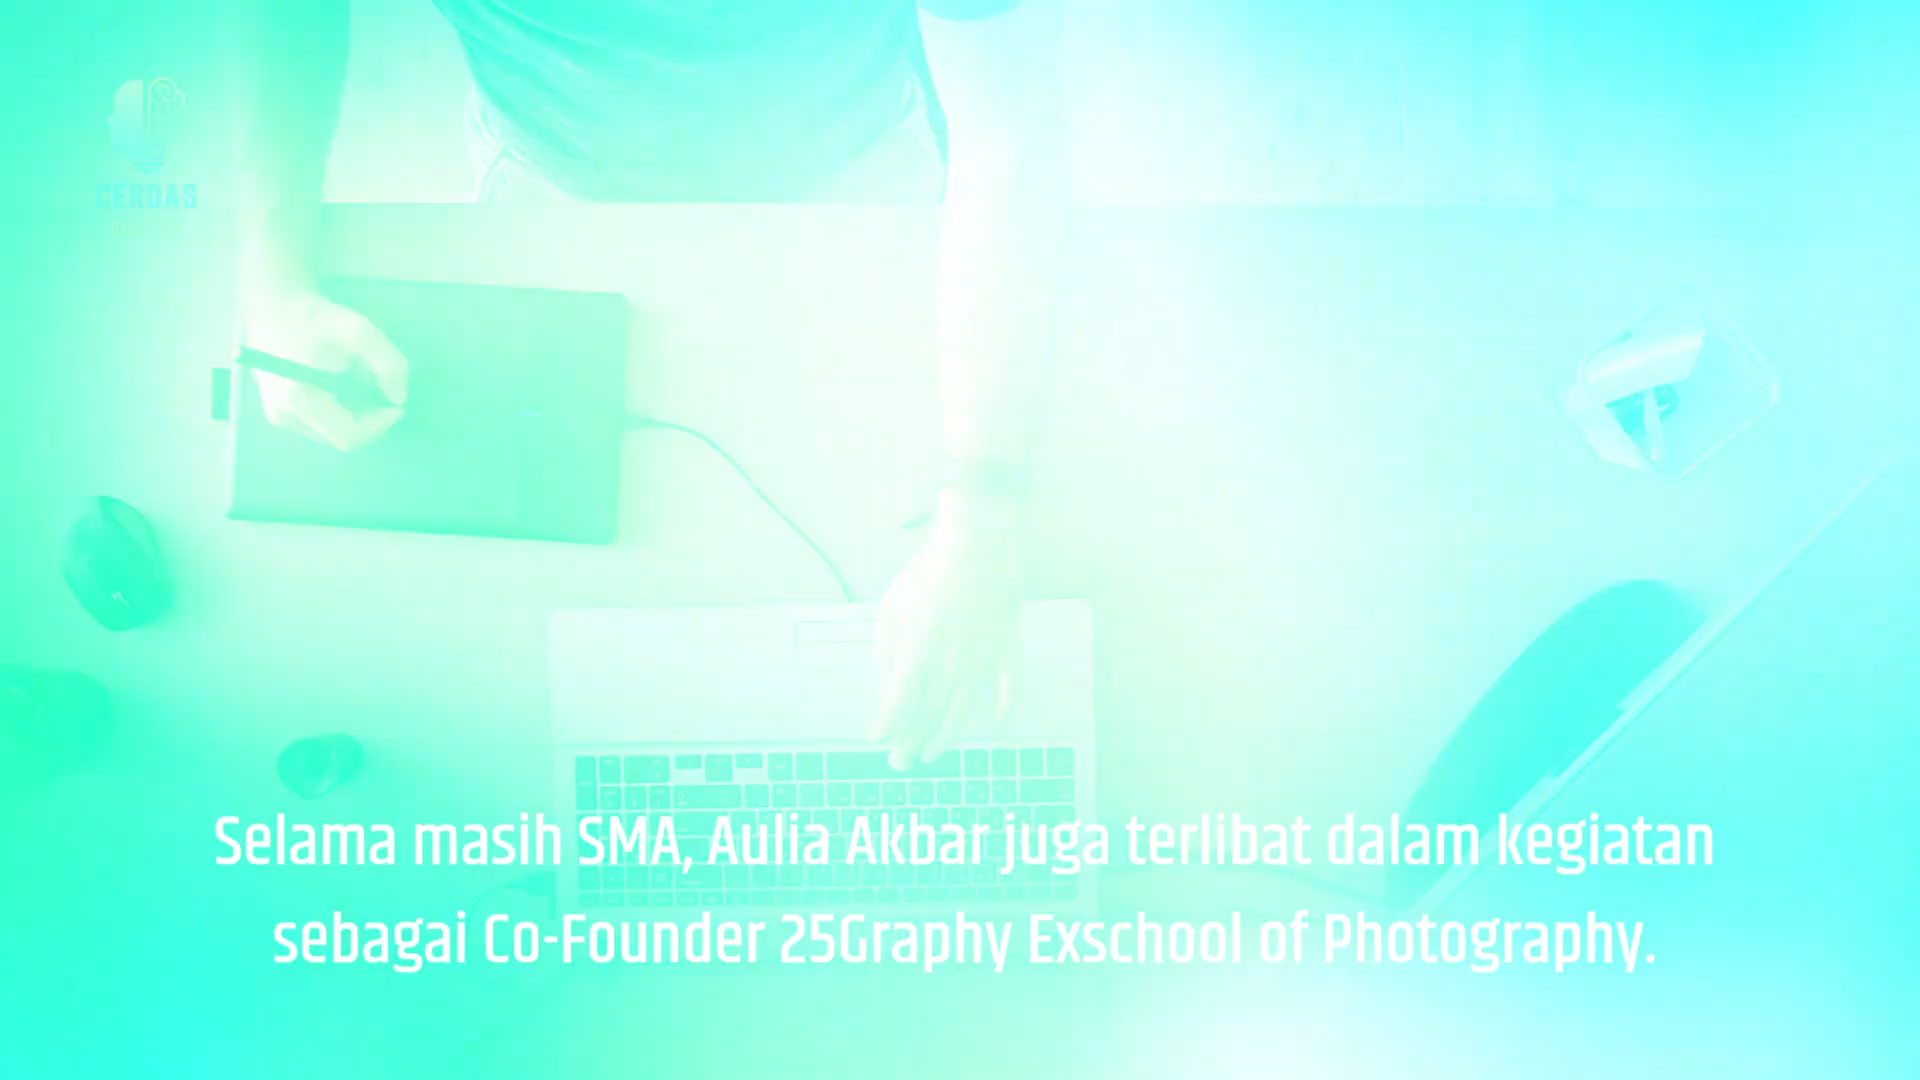 CERDAS
Selama masih SMA, Aulia Akbar juga terlibat dalam kegiatan
sebagai Co-Founder 25Graphy Exschool of Photography.